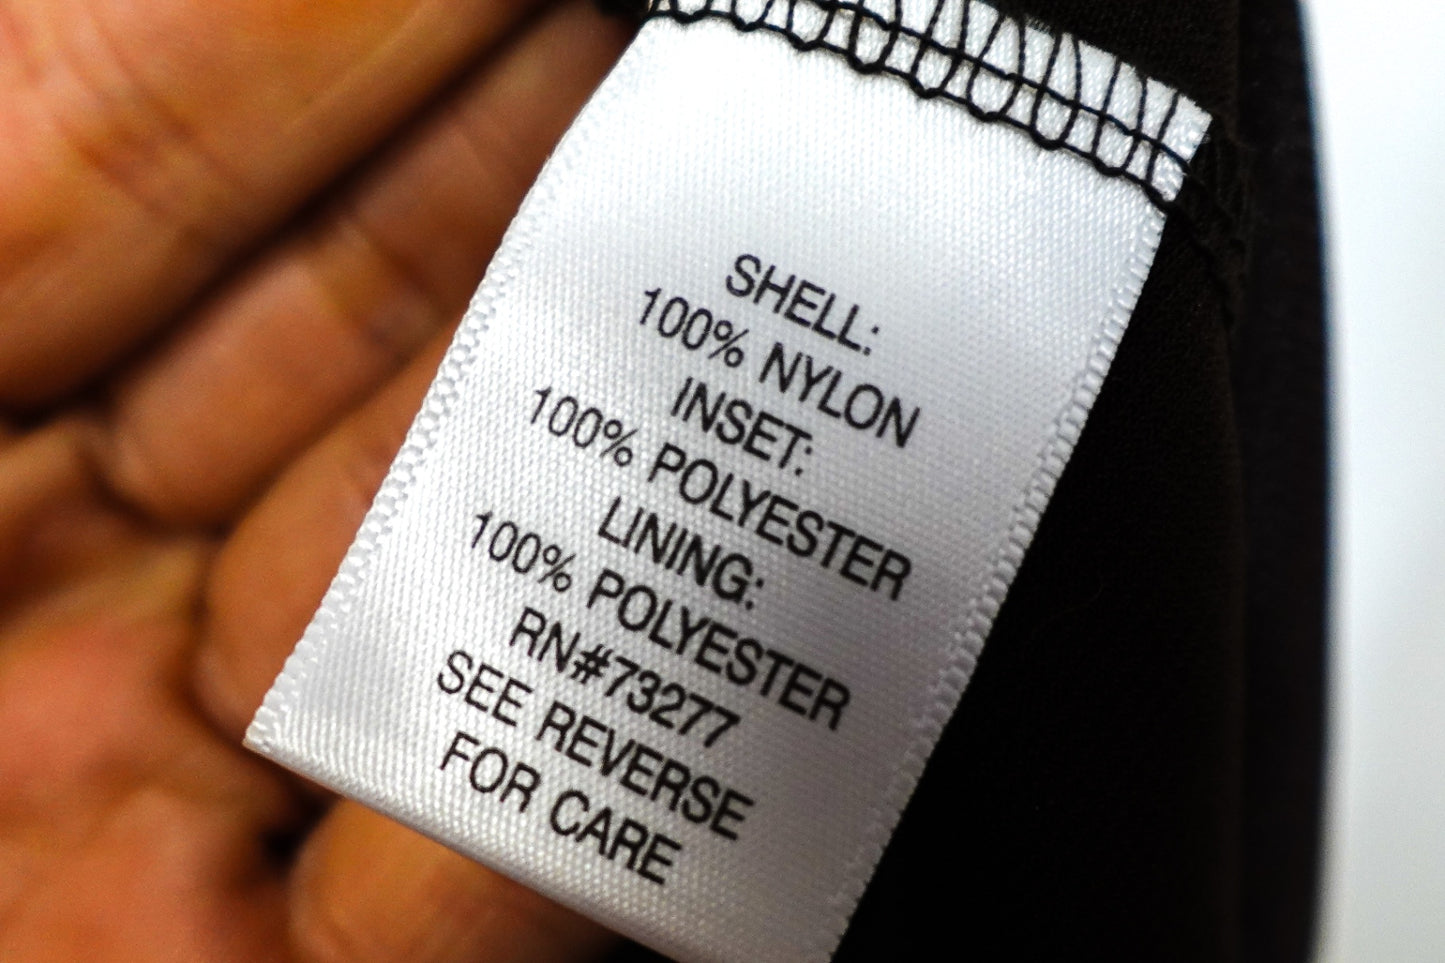 SHELL:
100% NYLON
INSET:
100% POLYESTER
LINING:
100% POLYESTER
RN#73277
SEE REVERSE
FOR CARE